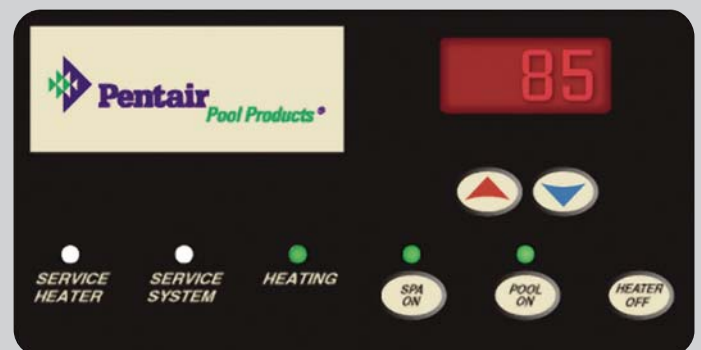 Pentair
Pool Products®
85
SERVICE
HEATER
SERVICE
SYSTEM
HEATING
SPA
ON
POOL
ON
HEATER
OFF